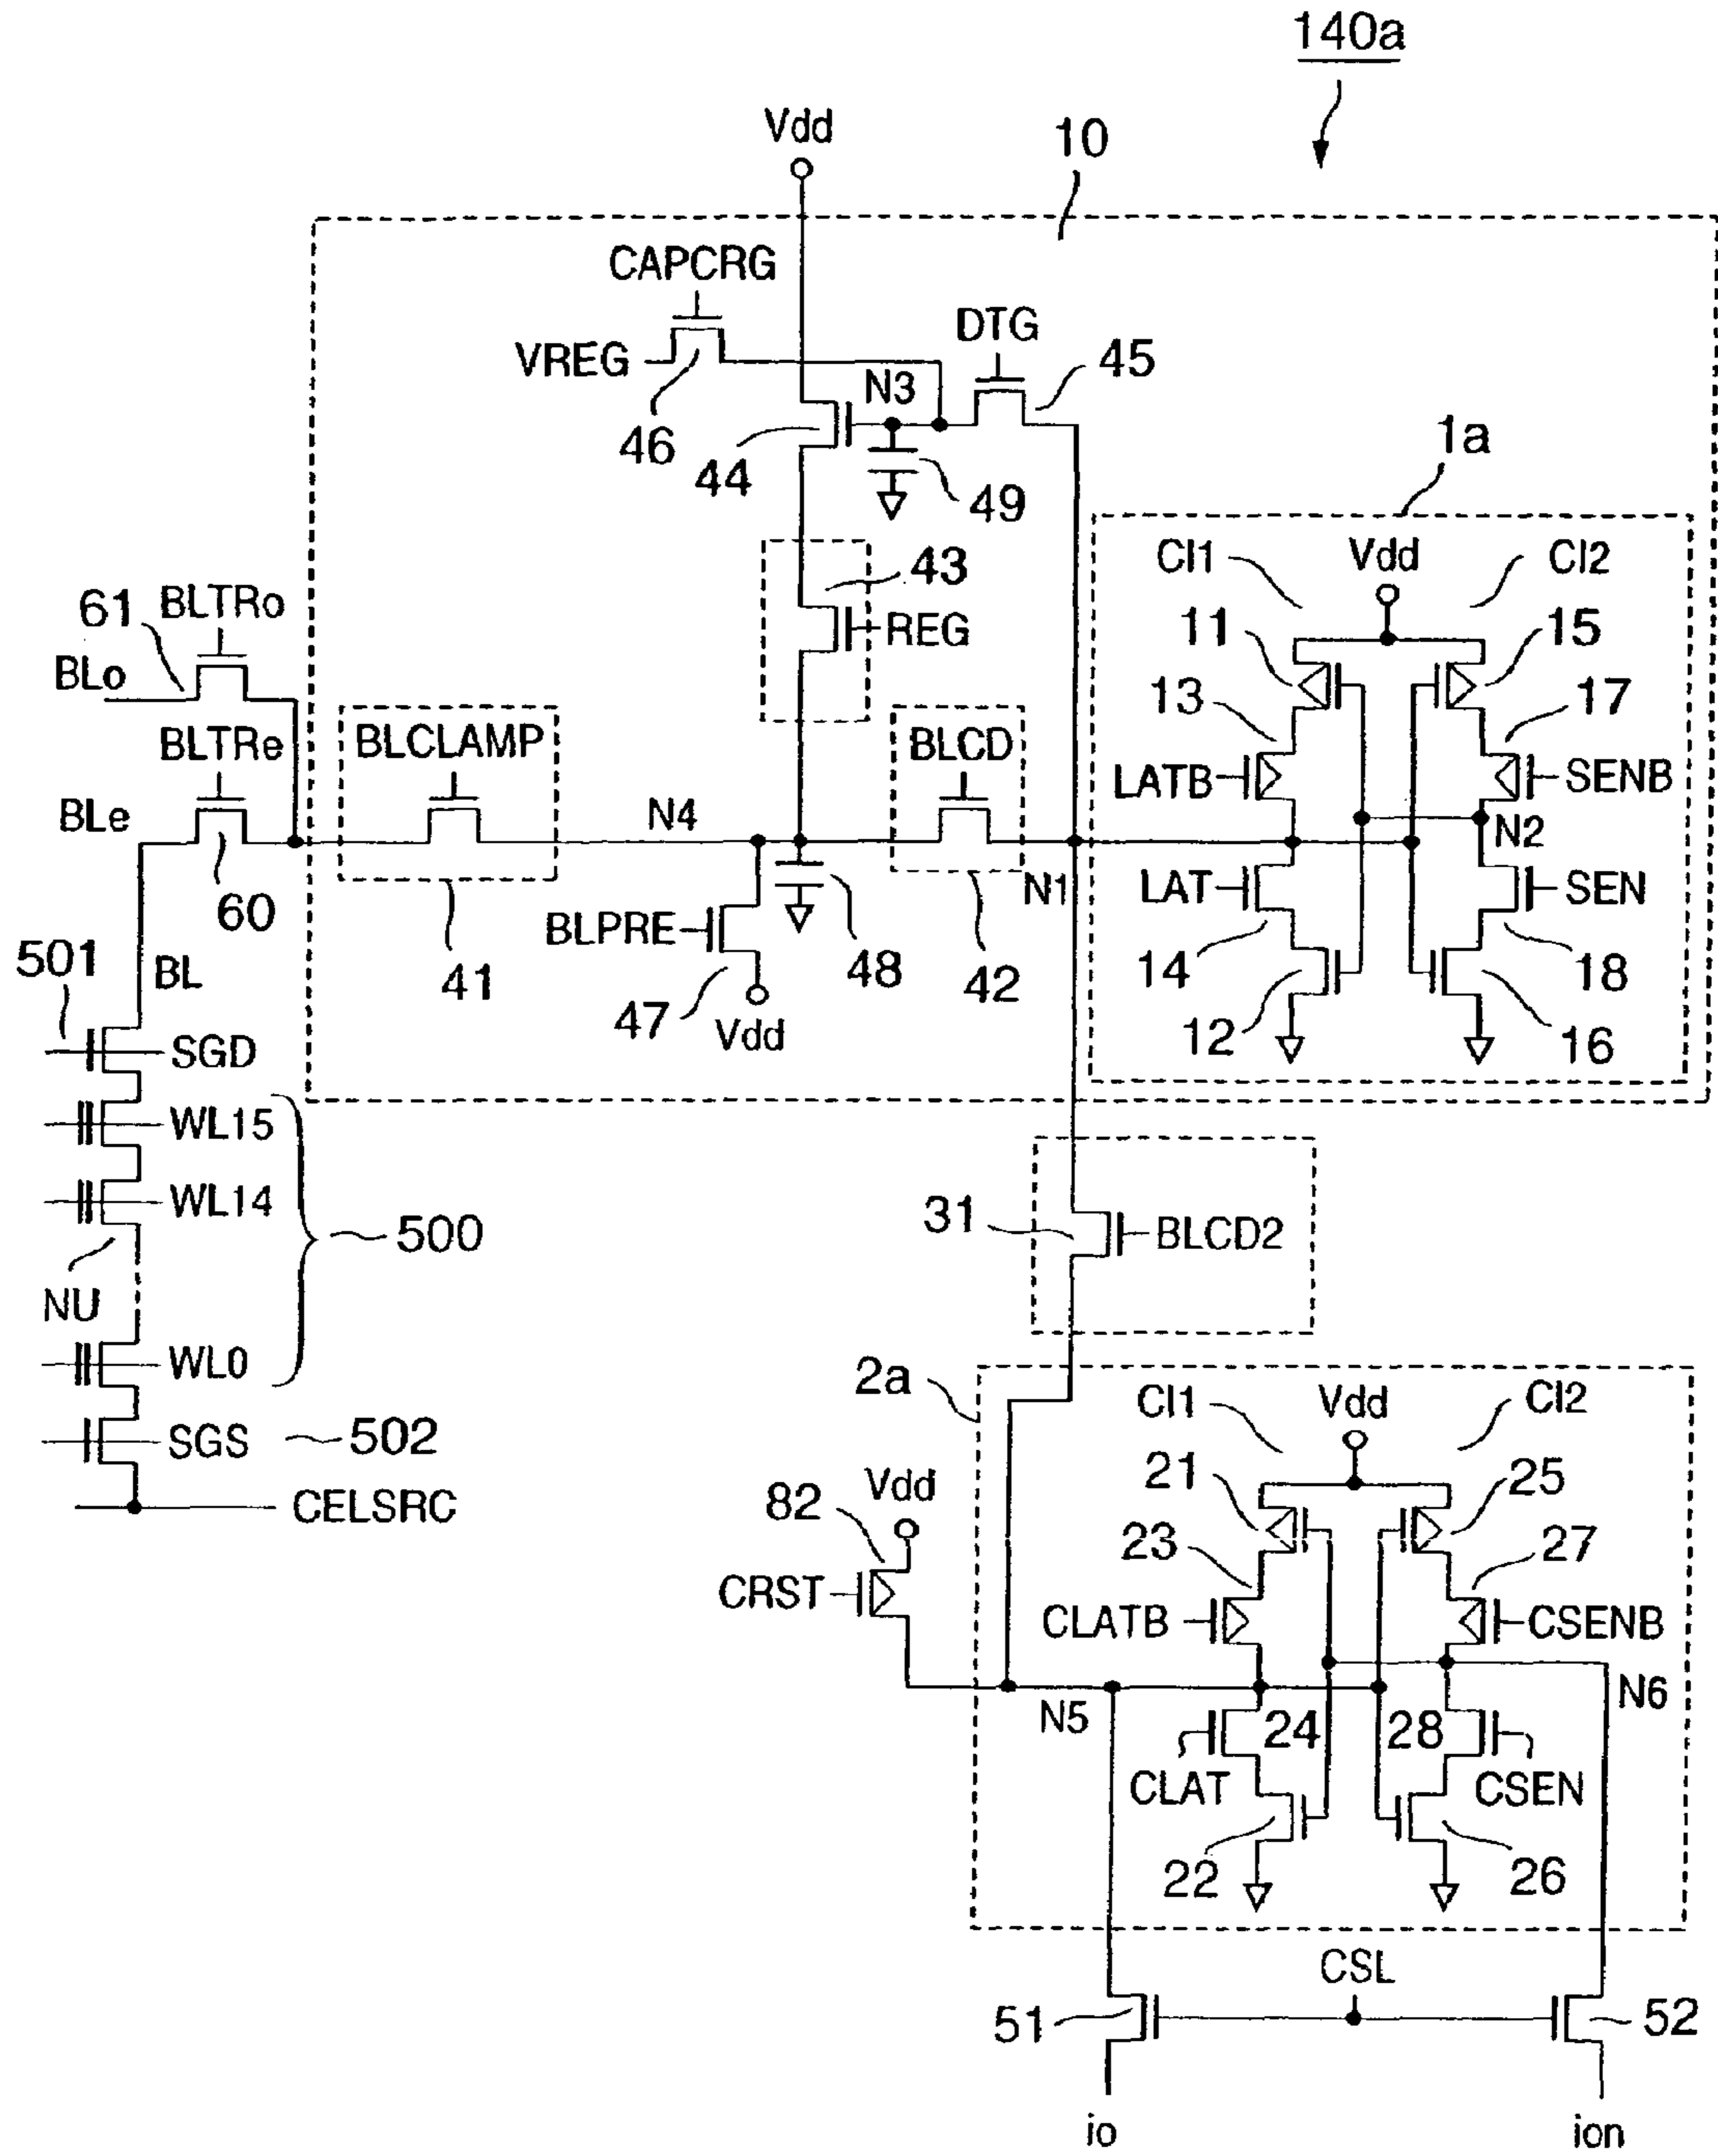 140a
Vdd
10
CAPCRG
DTG
VREG
45
N3
46
44
49
1a
CI1
Vdd
CI2
43
REG
11
15
61
BLTRo
BLo
13
17
BLTRe
BLCLAMP
BLCD
LATB
SENB
BLe
N4
N2
N1
LAT
SEN
60
BLPRE
48
14
18
501
BL
41
47
42
Vdd
12
16
SGD
WL15
WL14
500
31
BLCD2
NU
WL0
2a
CI1
Vdd
CI2
SGS
502
82
Vdd
21
25
CELSRC
23
27
CRST
CLATB
CSENB
N5
24
28
N6
CLAT
CSEN
22
26
CSL
51
52
io
ion